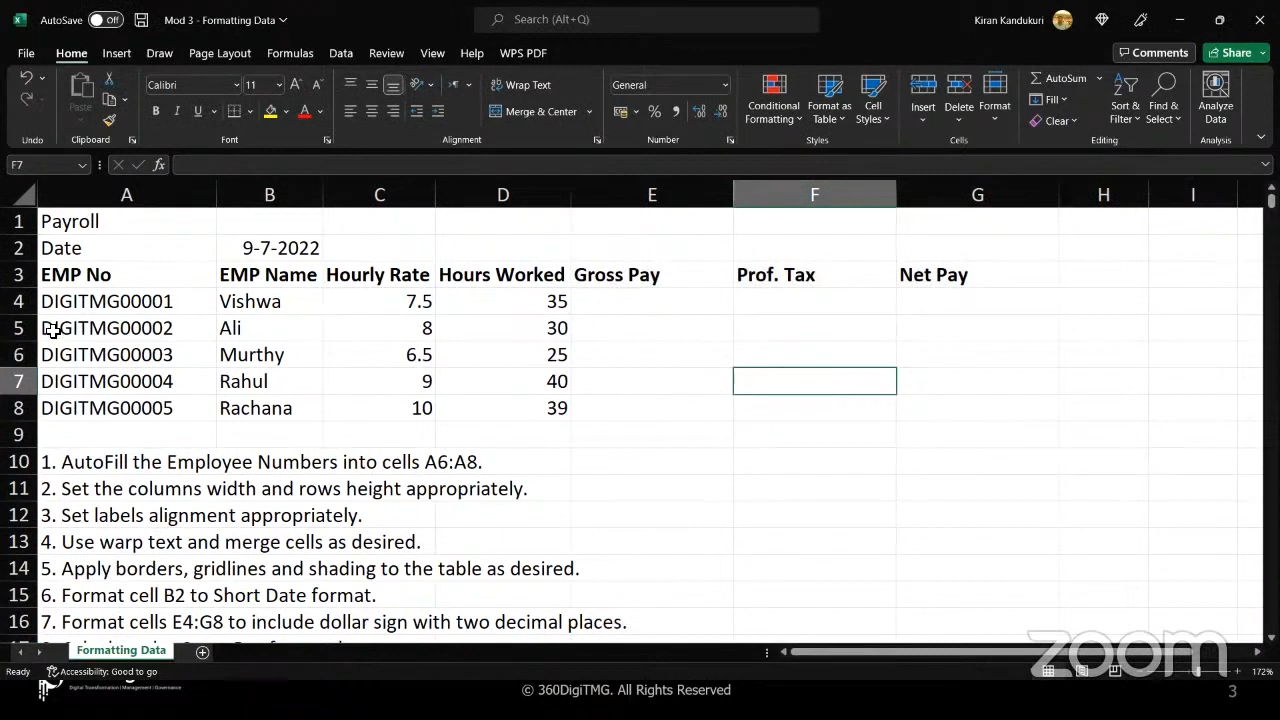 AutoSave Off Mod 3 - Formatting Data Search (Alt+Q) Kiran Kandukuri
File Home Insert Draw Page Layout Formulas Data Review View Help WPS PDF Comments Share
Calibri 11 Wrap Text General AutoSum
Paste B I U Merge & Center % Conditional Formatting Format as Table Cell Styles Insert Delete Format Fill Clear Sort & Filter Find & Select Analyze Data
Undo Clipboard Font Alignment Number Styles Cells Editing Analysis
F7 fx
A B C D E F G H I
1 Payroll
2 Date 9-7-2022
3 EMP No EMP Name Hourly Rate Hours Worked Gross Pay Prof. Tax Net Pay
4 DIGITMG00001 Vishwa 7.5 35
5 DIGITMG00002 Ali 8 30
6 DIGITMG00003 Murthy 6.5 25
7 DIGITMG00004 Rahul 9 40
8 DIGITMG00005 Rachana 10 39
9
10 1. AutoFill the Employee Numbers into cells A6:A8.
11 2. Set the columns width and rows height appropriately.
12 3. Set labels alignment appropriately.
13 4. Use warp text and merge cells as desired.
14 5. Apply borders, gridlines and shading to the table as desired.
15 6. Format cell B2 to Short Date format.
16 7. Format cells E4:G8 to include dollar sign with two decimal places.
Formatting Data
zoom
Ready Accessibility: Good to go 172%
Digital Transformation | Management | Governance
© 360DigiTMG. All Rights Reserved 3